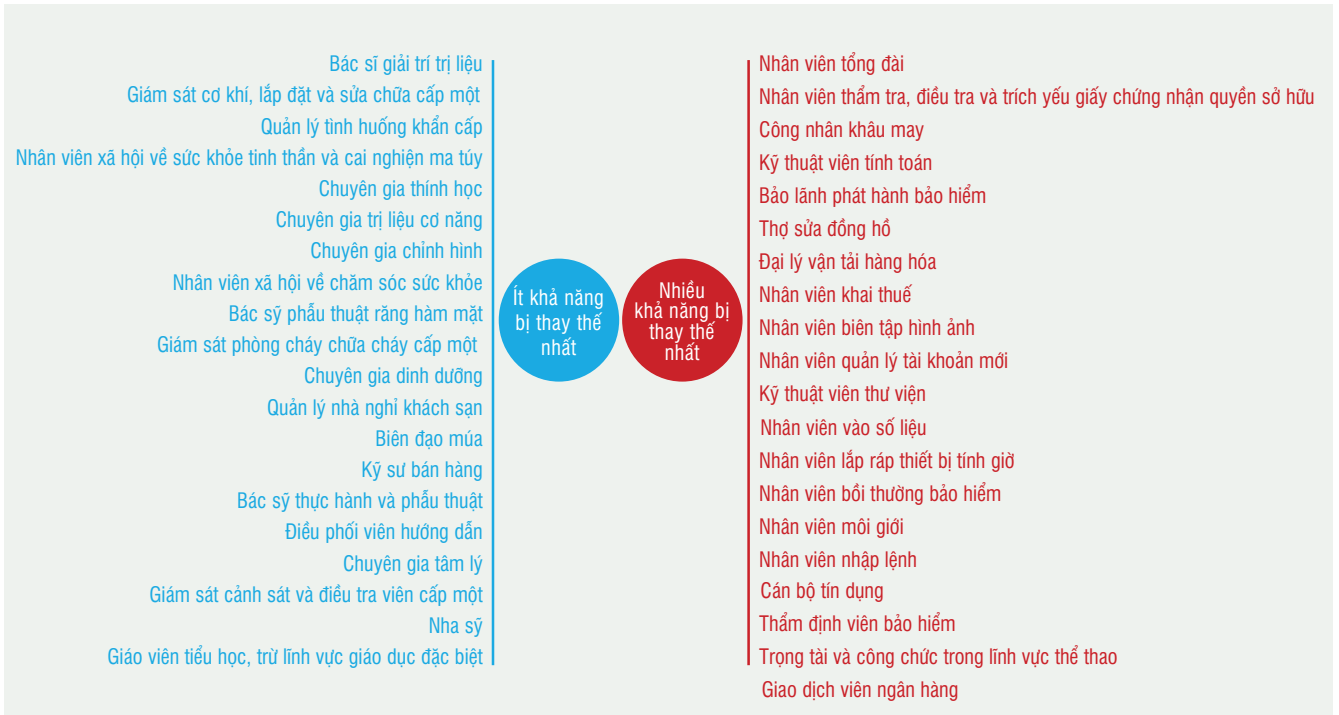 Bác sĩ giải trí trị liệu
Giám sát cơ khí, lắp đặt và sửa chữa cấp một
Quản lý tình huống khẩn cấp
Nhân viên xã hội về sức khỏe tinh thần và cai nghiện ma túy
Chuyên gia thính học
Chuyên gia trị liệu cơ năng
Chuyên gia chỉnh hình
Nhân viên xã hội về chăm sóc sức khỏe
Bác sỹ phẫu thuật răng hàm mặt
Giám sát phòng cháy chữa cháy cấp một
Chuyên gia dinh dưỡng
Quản lý nhà nghỉ khách sạn
Biên đạo múa
Kỹ sư bán hàng
Bác sỹ thực hành và phẫu thuật
Điều phối viên hướng dẫn
Chuyên gia tâm lý
Giám sát cảnh sát và điều tra viên cấp một
Nha sỹ
Giáo viên tiểu học, trừ lĩnh vực giáo dục đặc biệt
Ít khả năng
bị thay thế
nhất
Nhiều
khả năng bị
thay thế
nhất
Nhân viên tổng đài
Nhân viên thẩm tra, điều tra và trích yếu giấy chứng nhận quyền sở hữu
Công nhân khâu may
Kỹ thuật viên tính toán
Bảo lãnh phát hành bảo hiểm
Thợ sửa đồng hồ
Đại lý vận tải hàng hóa
Nhân viên khai thuế
Nhân viên biên tập hình ảnh
Nhân viên quản lý tài khoản mới
Kỹ thuật viên thư viện
Nhân viên vào số liệu
Nhân viên lắp ráp thiết bị tính giờ
Nhân viên bồi thường bảo hiểm
Nhân viên môi giới
Nhân viên nhập lệnh
Cán bộ tín dụng
Thẩm định viên bảo hiểm
Trọng tài và công chức trong lĩnh vực thể thao
Giao dịch viên ngân hàng